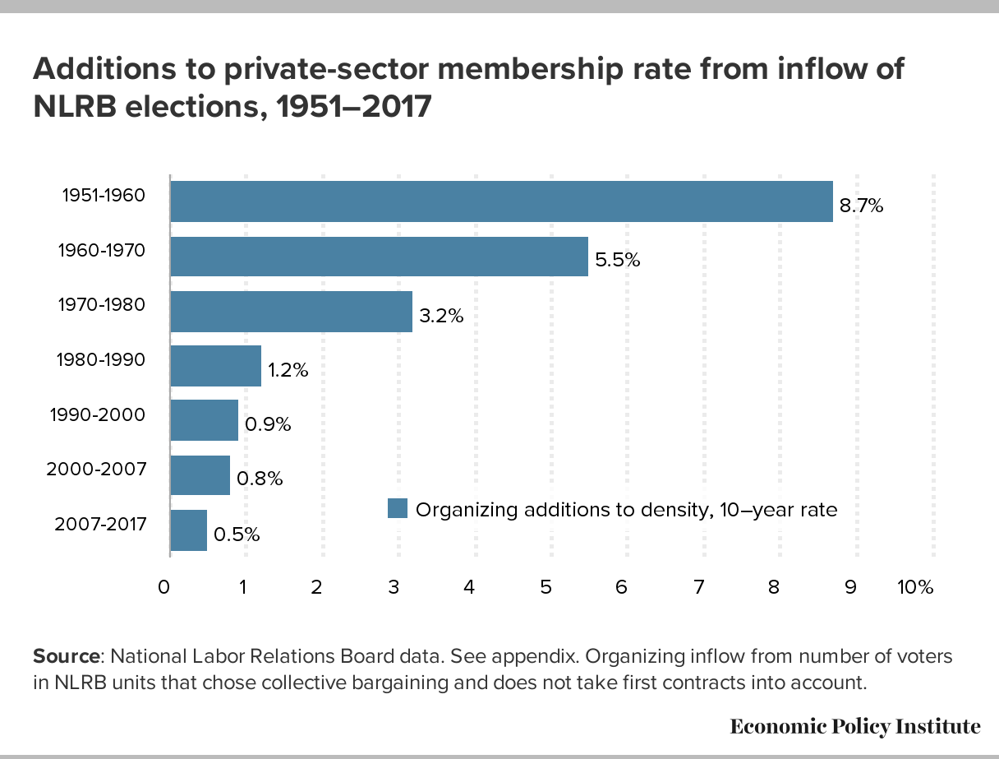 Additions to private-sector membership rate from inflow of
NLRB elections, 1951–2017
1951-1960
8.7%
1960-1970
5.5%
1970-1980
3.2%
1980-1990
1.2%
1990-2000
0.9%
2000-2007
0.8%
Organizing additions to density, 10–year rate
2007-2017
0.5%
0 1 2 3 4 5 6 7 8 9 10%
Source: National Labor Relations Board data. See appendix. Organizing inflow from number of voters
in NLRB units that chose collective bargaining and does not take first contracts into account.
Economic Policy Institute